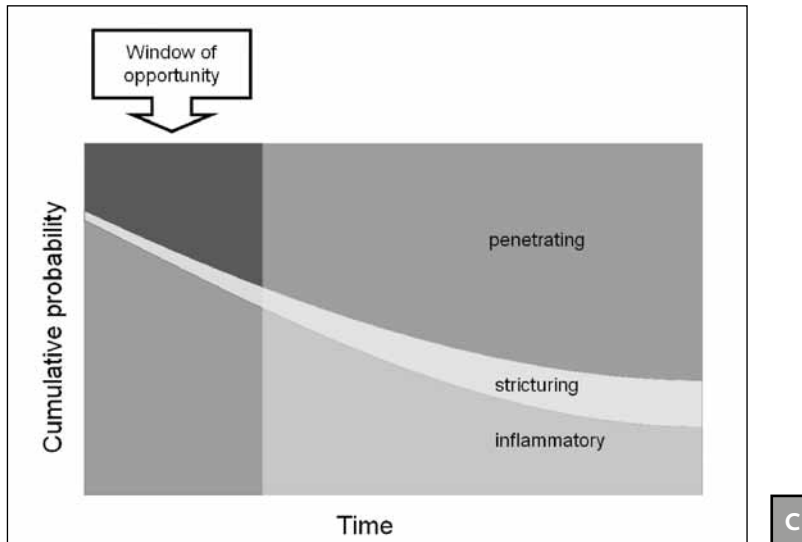 Window of
opportunity
Cumulative probability
penetrating
stricturing
inflammatory
Time
C